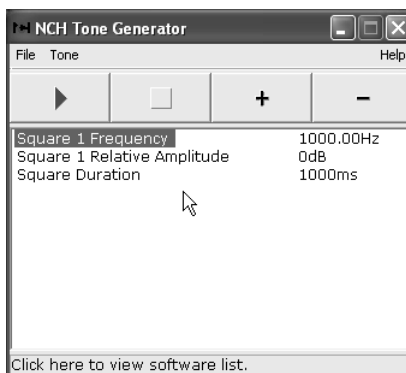 NCH Tone Generator
File Tone Help
Square 1 Frequency 1000.00Hz
Square 1 Relative Amplitude 0dB
Square Duration 1000ms
Click here to view software list.